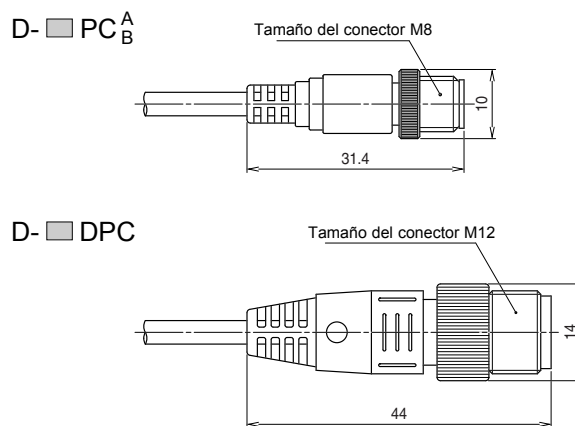 D- PC A B
Tamaño del conector M8
10
31.4
D- DPC
Tamaño del conector M12
14
44